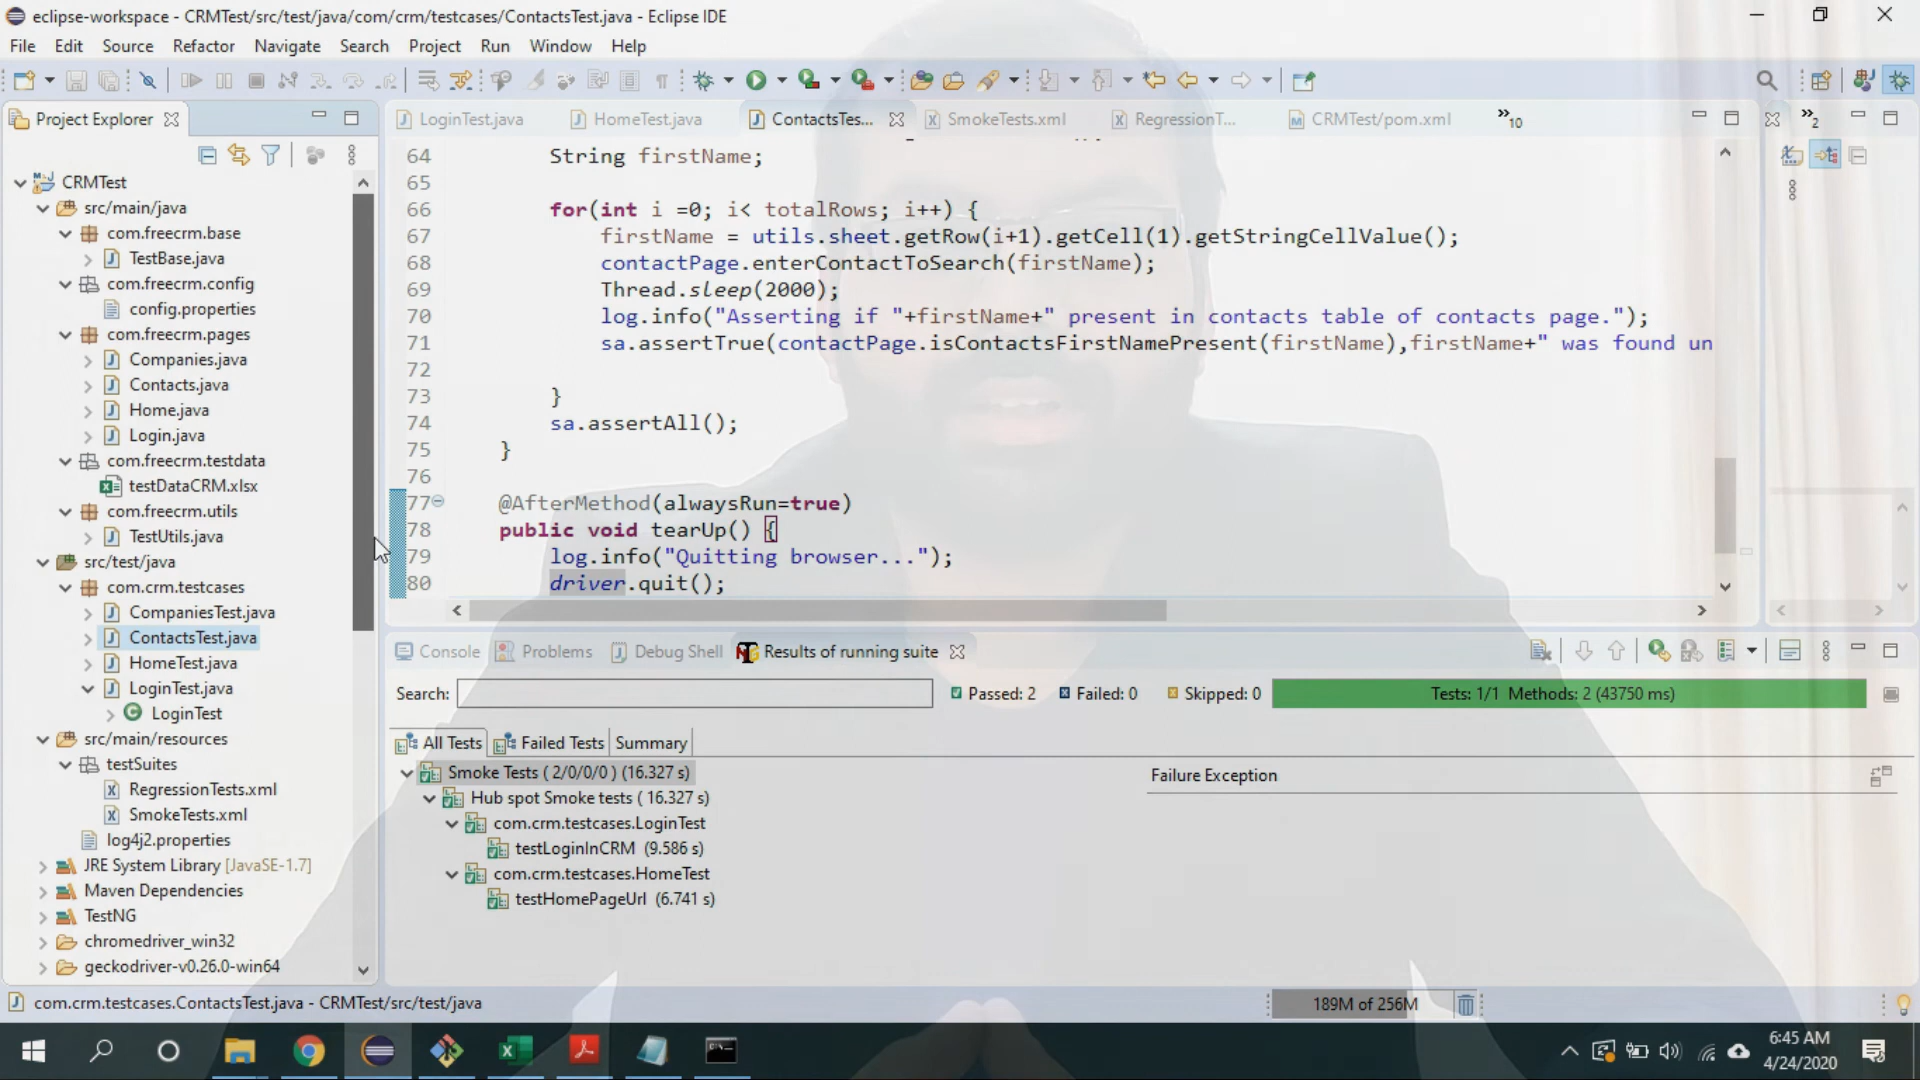 eclipse-workspace - CRMTest/src/test/java/com/crm/testcases/ContactsTest.java - Eclipse IDE
File Edit Source Refactor Navigate Search Project Run Window Help
Project Explorer
LoginTest.java HomeTest.java ContactsTes... SmokeTests.xml RegressionT... CRMTest/pom.xml »10 »2
CRMTest
src/main/java
com.freecrm.base
TestBase.java
com.freecrm.config
config.properties
com.freecrm.pages
Companies.java
Contacts.java
Home.java
Login.java
com.freecrm.testdata
testDataCRM.xlsx
com.freecrm.utils
TestUtils.java
src/test/java
com.crm.testcases
CompaniesTest.java
ContactsTest.java
HomeTest.java
LoginTest.java
LoginTest
src/main/resources
testSuites
RegressionTests.xml
SmokeTests.xml
log4j2.properties
JRE System Library [JavaSE-1.7]
Maven Dependencies
TestNG
chromedriver_win32
geckodriver-v0.26.0-win64
64 String firstName;
65
66 for(int i =0; i< totalRows; i++) {
67 firstName = utils.sheet.getRow(i+1).getCell(1).getStringCellValue();
68 contactPage.enterContactToSearch(firstName);
69 Thread.sleep(2000);
70 log.info("Asserting if "+firstName+" present in contacts table of contacts page.");
71 sa.assertTrue(contactPage.isContactsFirstNamePresent(firstName),firstName+" was found un
72
73 }
74 sa.assertAll();
75 }
76
77 @AfterMethod(alwaysRun=true)
78 public void tearUp() {
79 log.info("Quitting browser...");
80 driver.quit();
Console Problems Debug Shell Results of running suite
Search: Passed: 2 Failed: 0 Skipped: 0 Tests: 1/1 Methods: 2 (43750 ms)
All Tests Failed Tests Summary
Smoke Tests ( 2/0/0/0 ) (16.327 s)
Hub spot Smoke tests ( 16.327 s)
com.crm.testcases.LoginTest
testLoginInCRM (9.586 s)
com.crm.testcases.HomeTest
testHomePageUrl (6.741 s)
Failure Exception
com.crm.testcases.ContactsTest.java - CRMTest/src/test/java
189M of 256M
6:45 AM
4/24/2020